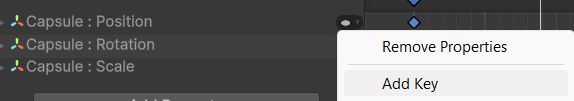 Capsule : Position
Capsule : Rotation
Remove Properties
Capsule : Scale
Add Key